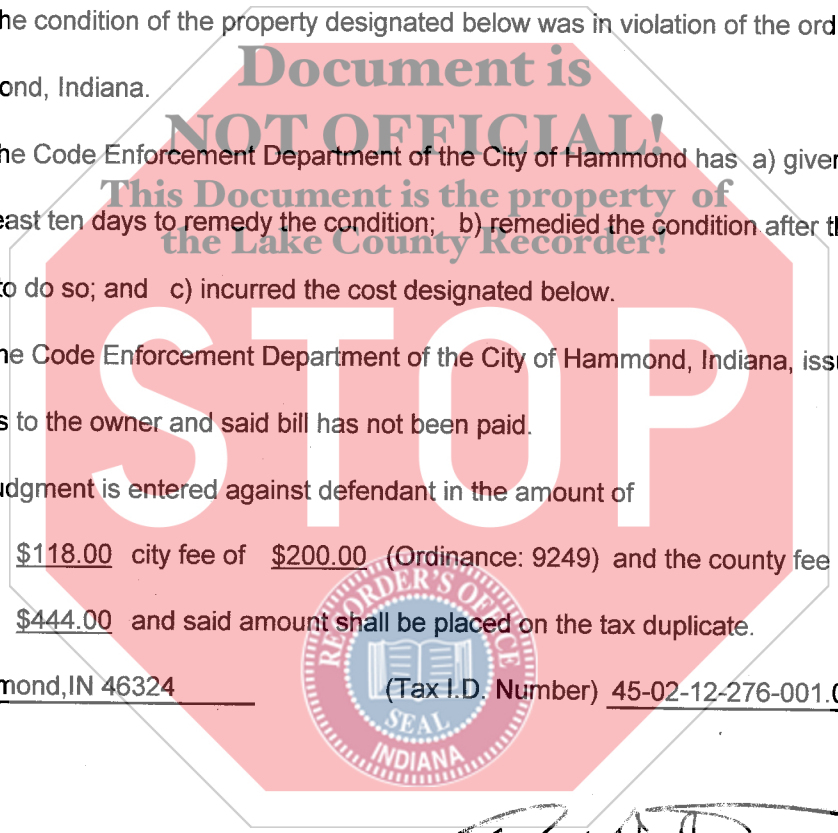 he condition of the property designated below was in violation of the ord
Document is
ond, Indiana.
NOT OFFICIAL!
he Code Enforcement Department of the City of Hammond has a) given
This Document is the property of
east ten days to remedy the condition; b) remedied the condition after th
the Lake County Recorder!
to do so; and c) incurred the cost designated below.
STOP
he Code Enforcement Department of the City of Hammond, Indiana, issu
s to the owner and said bill has not been paid.
udgment is entered against defendant in the amount of
$118.00 city fee of $200.00 (Ordinance: 9249) and the county fee
RECORDER'S OFFICE
$444.00 and said amount shall be placed on the tax duplicate.
mond,IN 46324 (Tax I.D. Number) 45-02-12-276-001.0
SEAL
INDIANA